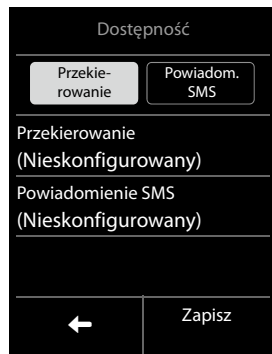 Dostępność
Przekie-
rowanie
Powiadom.
SMS
Przekierowanie
(Nieskonfigurowany)
Powiadomienie SMS
(Nieskonfigurowany)
Zapisz